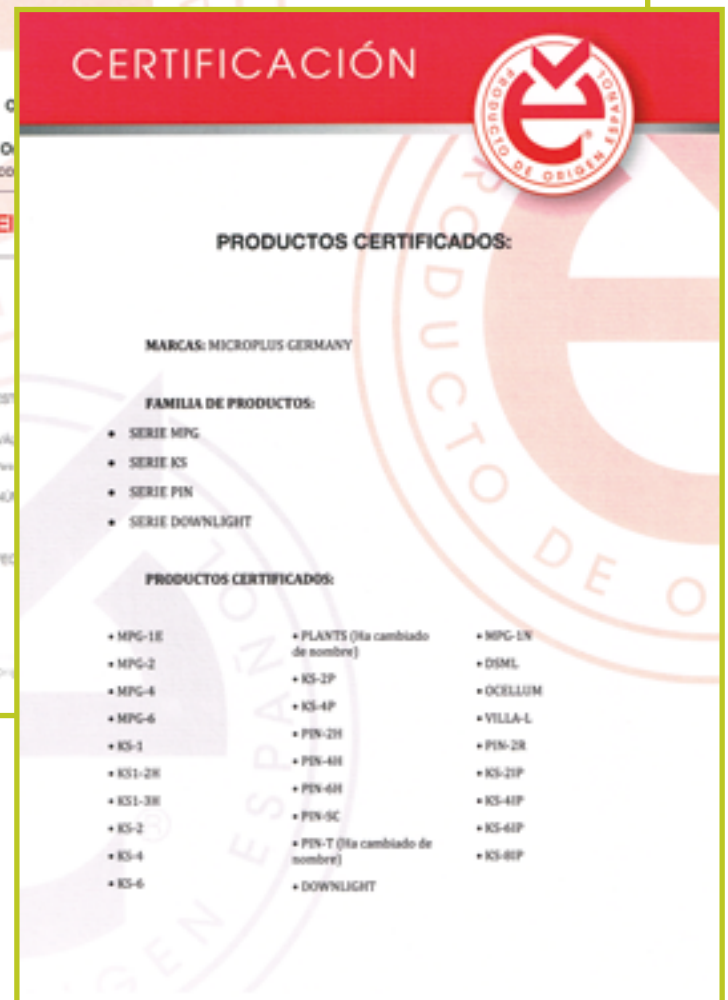 CERTIFICACIÓN
PRODUCTO DE ORIGEN ESPAÑOL
PRODUCTOS CERTIFICADOS:
MARCAS: MICROPLUS GERMANY
FAMILIA DE PRODUCTOS:
• SERIE MPG
• SERIE KS
• SERIE PIN
• SERIE DOWNLIGHT
PRODUCTOS CERTIFICADOS:
• MPG-1E
• MPG-2
• MPG-4
• MPG-6
• KS-1
• KS1-2H
• KS1-3H
• KS-2
• KS-4
• KS-6
• PLANTS (Ha cambiado
de nombre)
• KS-2P
• KS-4P
• PIN-2H
• PIN-4H
• PIN-6H
• PIN-SC
• PIN-T (Ha cambiado de
nombre)
• DOWNLIGHT
• MPG-1N
• DSML
• OCELLUM
• VILLA-L
• PIN-2R
• KS-2IP
• KS-4IP
• KS-6IP
• KS-8IP
PRODUCTO DE O
ORIGEN ESPAÑOL